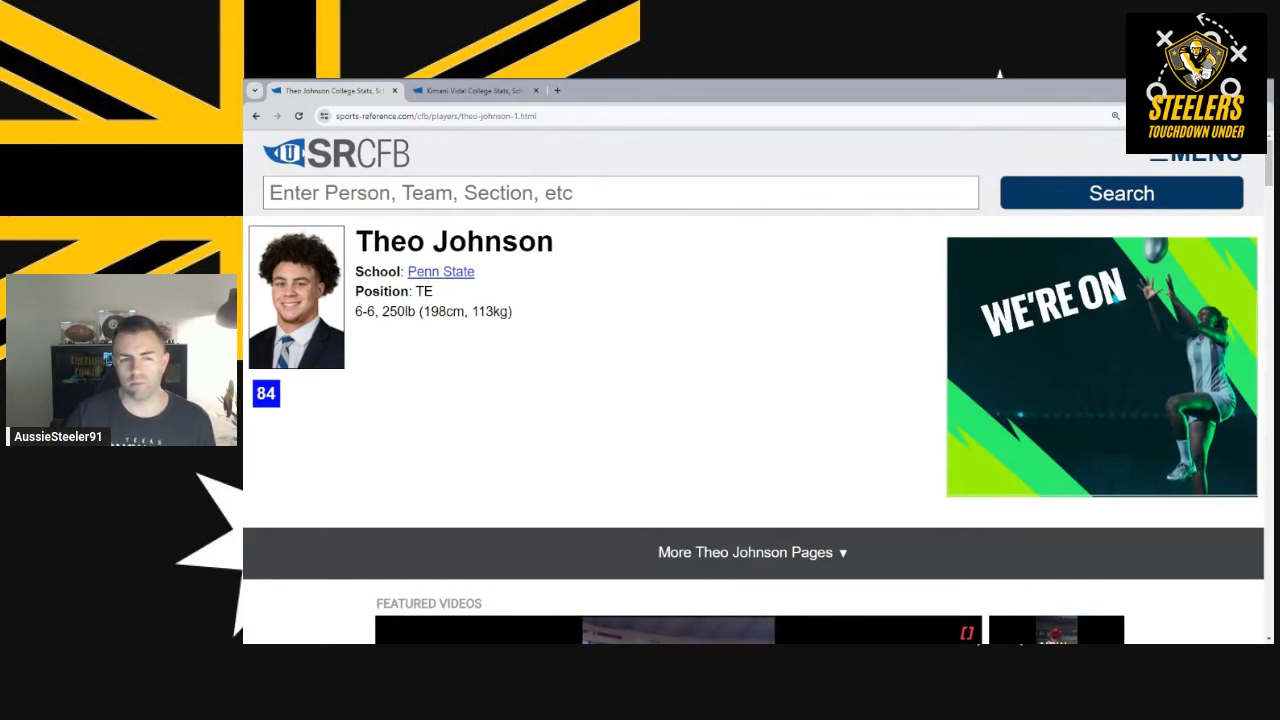 Theo Johnson College Stats, Sc
Kimani Vidal College Stats, Sch
sports-reference.com/cfb/players/theo-johnson-1.html
STEELERS
TOUCHDOWN UNDER
U SRCFB
MENU
Enter Person, Team, Section, etc
Search
Theo Johnson
School: Penn State
Position: TE
6-6, 250lb (198cm, 113kg)
WE'RE ON
84
AussieSteeler91
TEXAS
More Theo Johnson Pages ▼
FEATURED VIDEOS